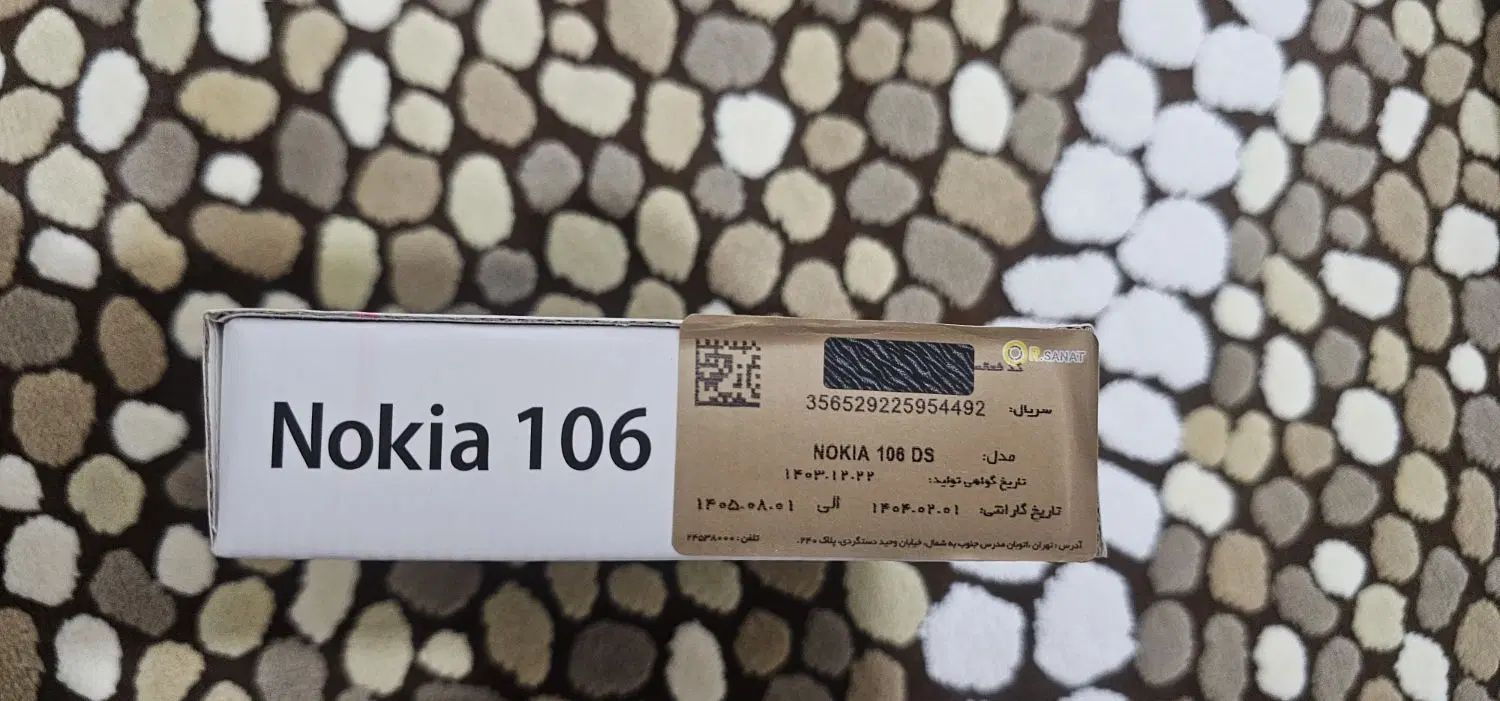 Nokia 106
R.SANAT
کد فعالسازی
سریال: 356529225954492
مدل: NOKIA 106 DS
تاریخ گواهی تولید: ۱۴۰۳.۱۲.۲۲
تاریخ گارانتی: ۱۴۰۴.۰۲.۰۱ الی ۱۴۰۵.۰۸.۰۱
آدرس : تهران ،اتوبان مدرس جنوب به شمال، خیابان وحید دستگردی، پلاک ۲۴۰. تلفن : ۲۴۵۳۸۰۰۰